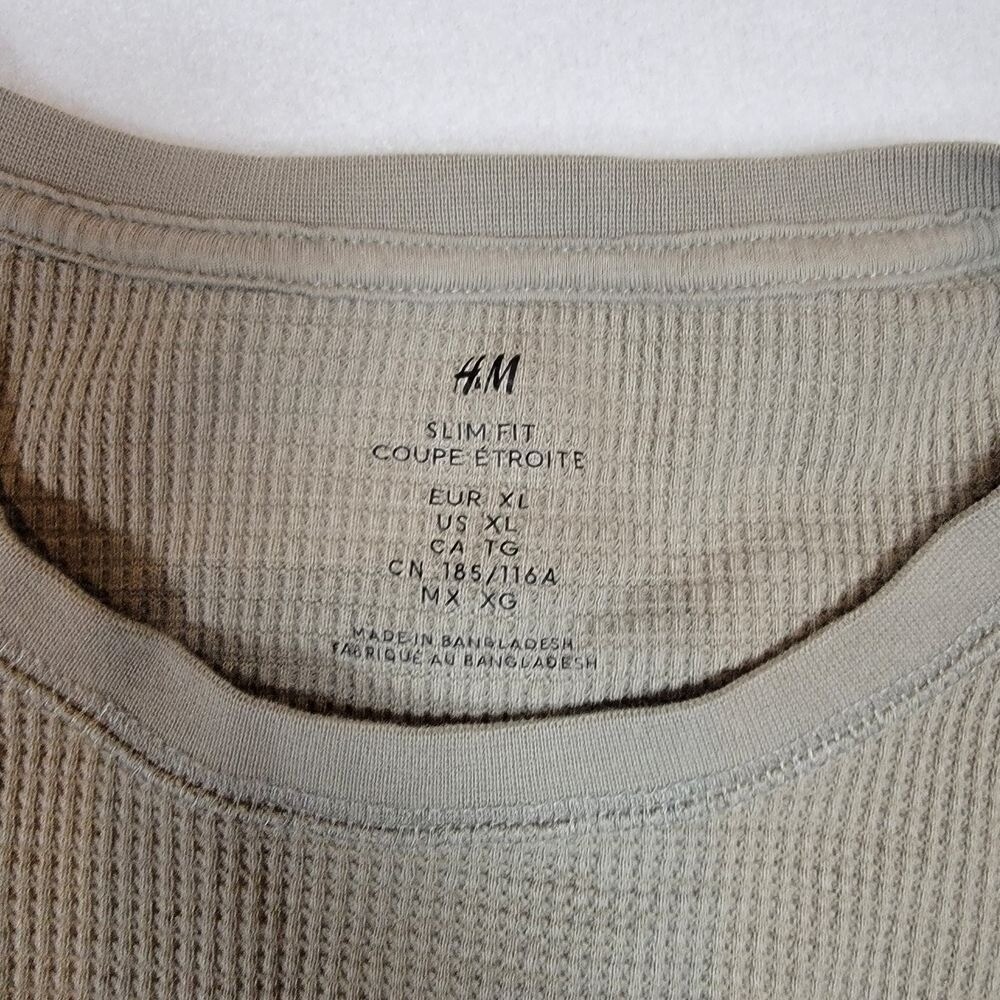 H&M
SLIM FIT
COUPE ÉTROITE
EUR XL
US XL
CA TG
CN 185/116A
MX XG
MADE IN BANGLADESH
FABRIQUÉ AU BANGLADESH